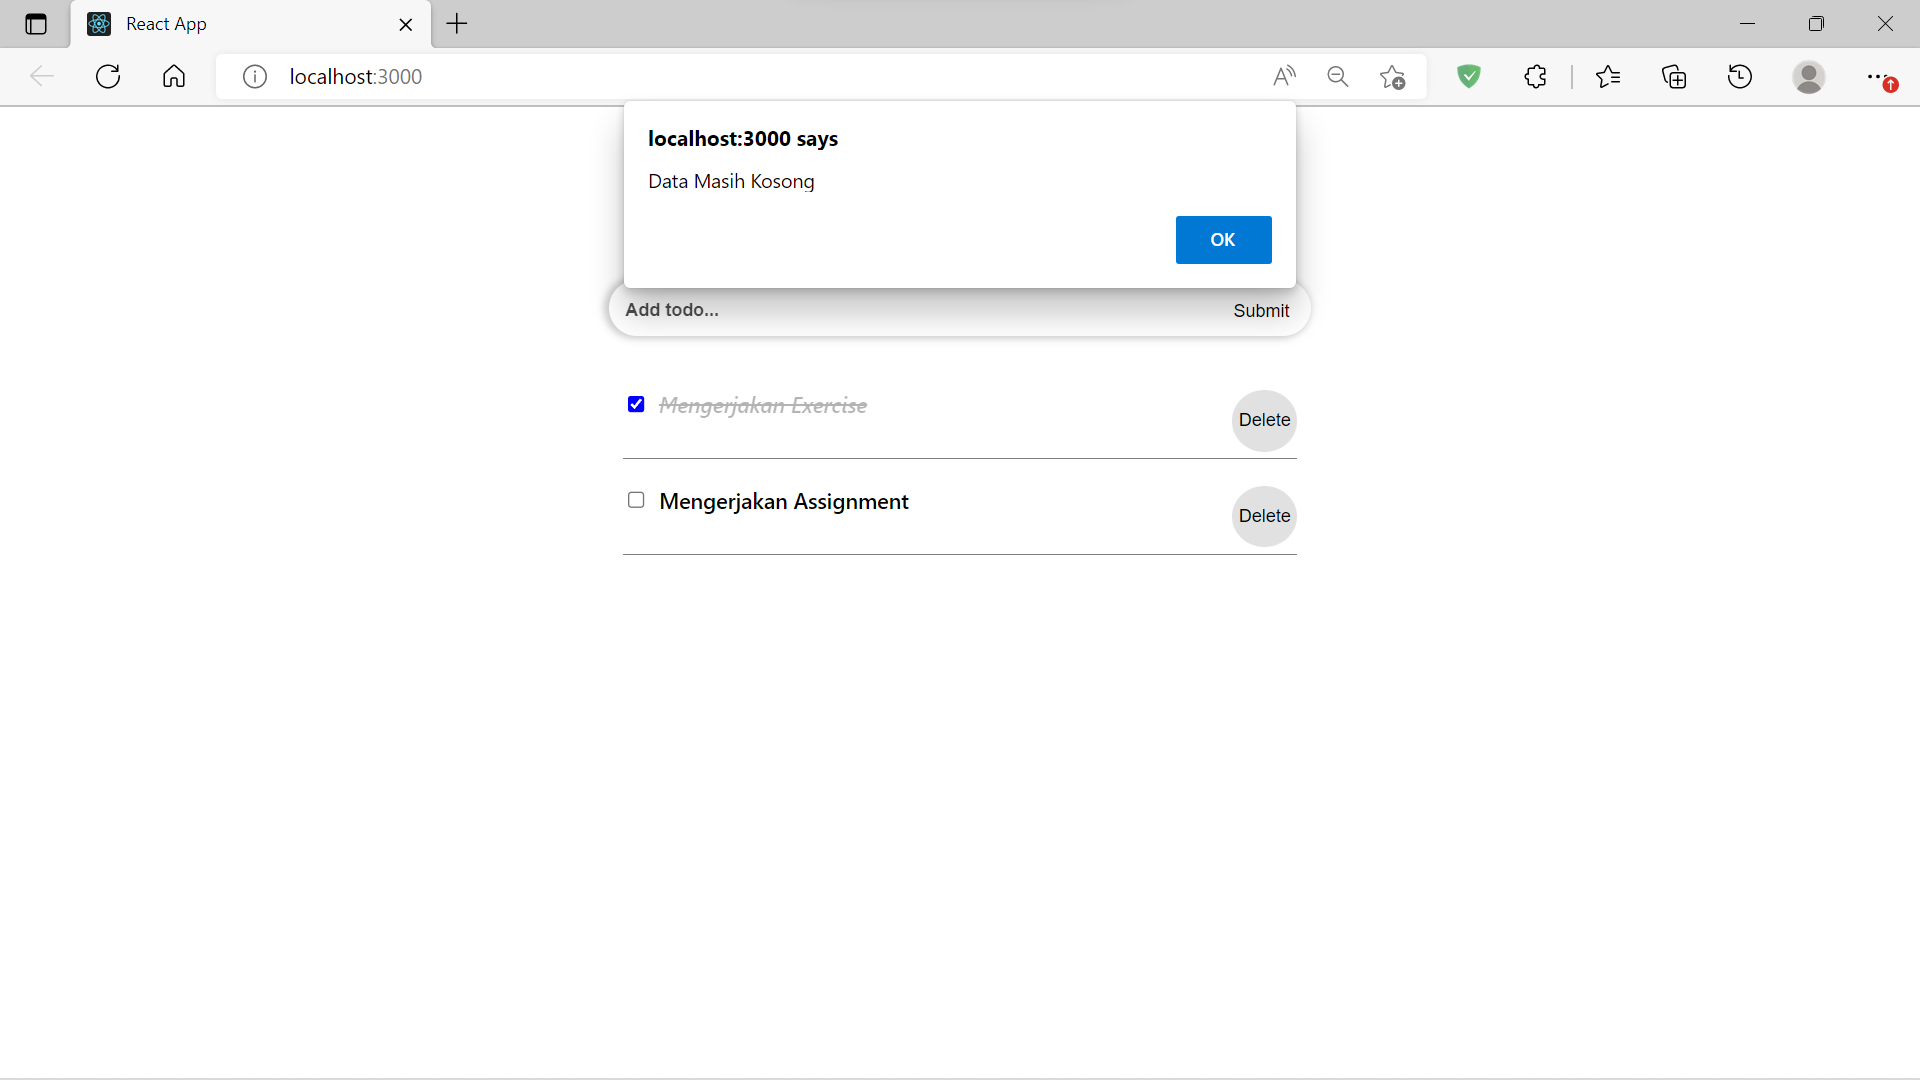 React App
localhost:3000
localhost:3000 says
Data Masih Kosong
OK
Add todo...
Submit
Mengerjakan Exercise
Delete
Mengerjakan Assignment
Delete